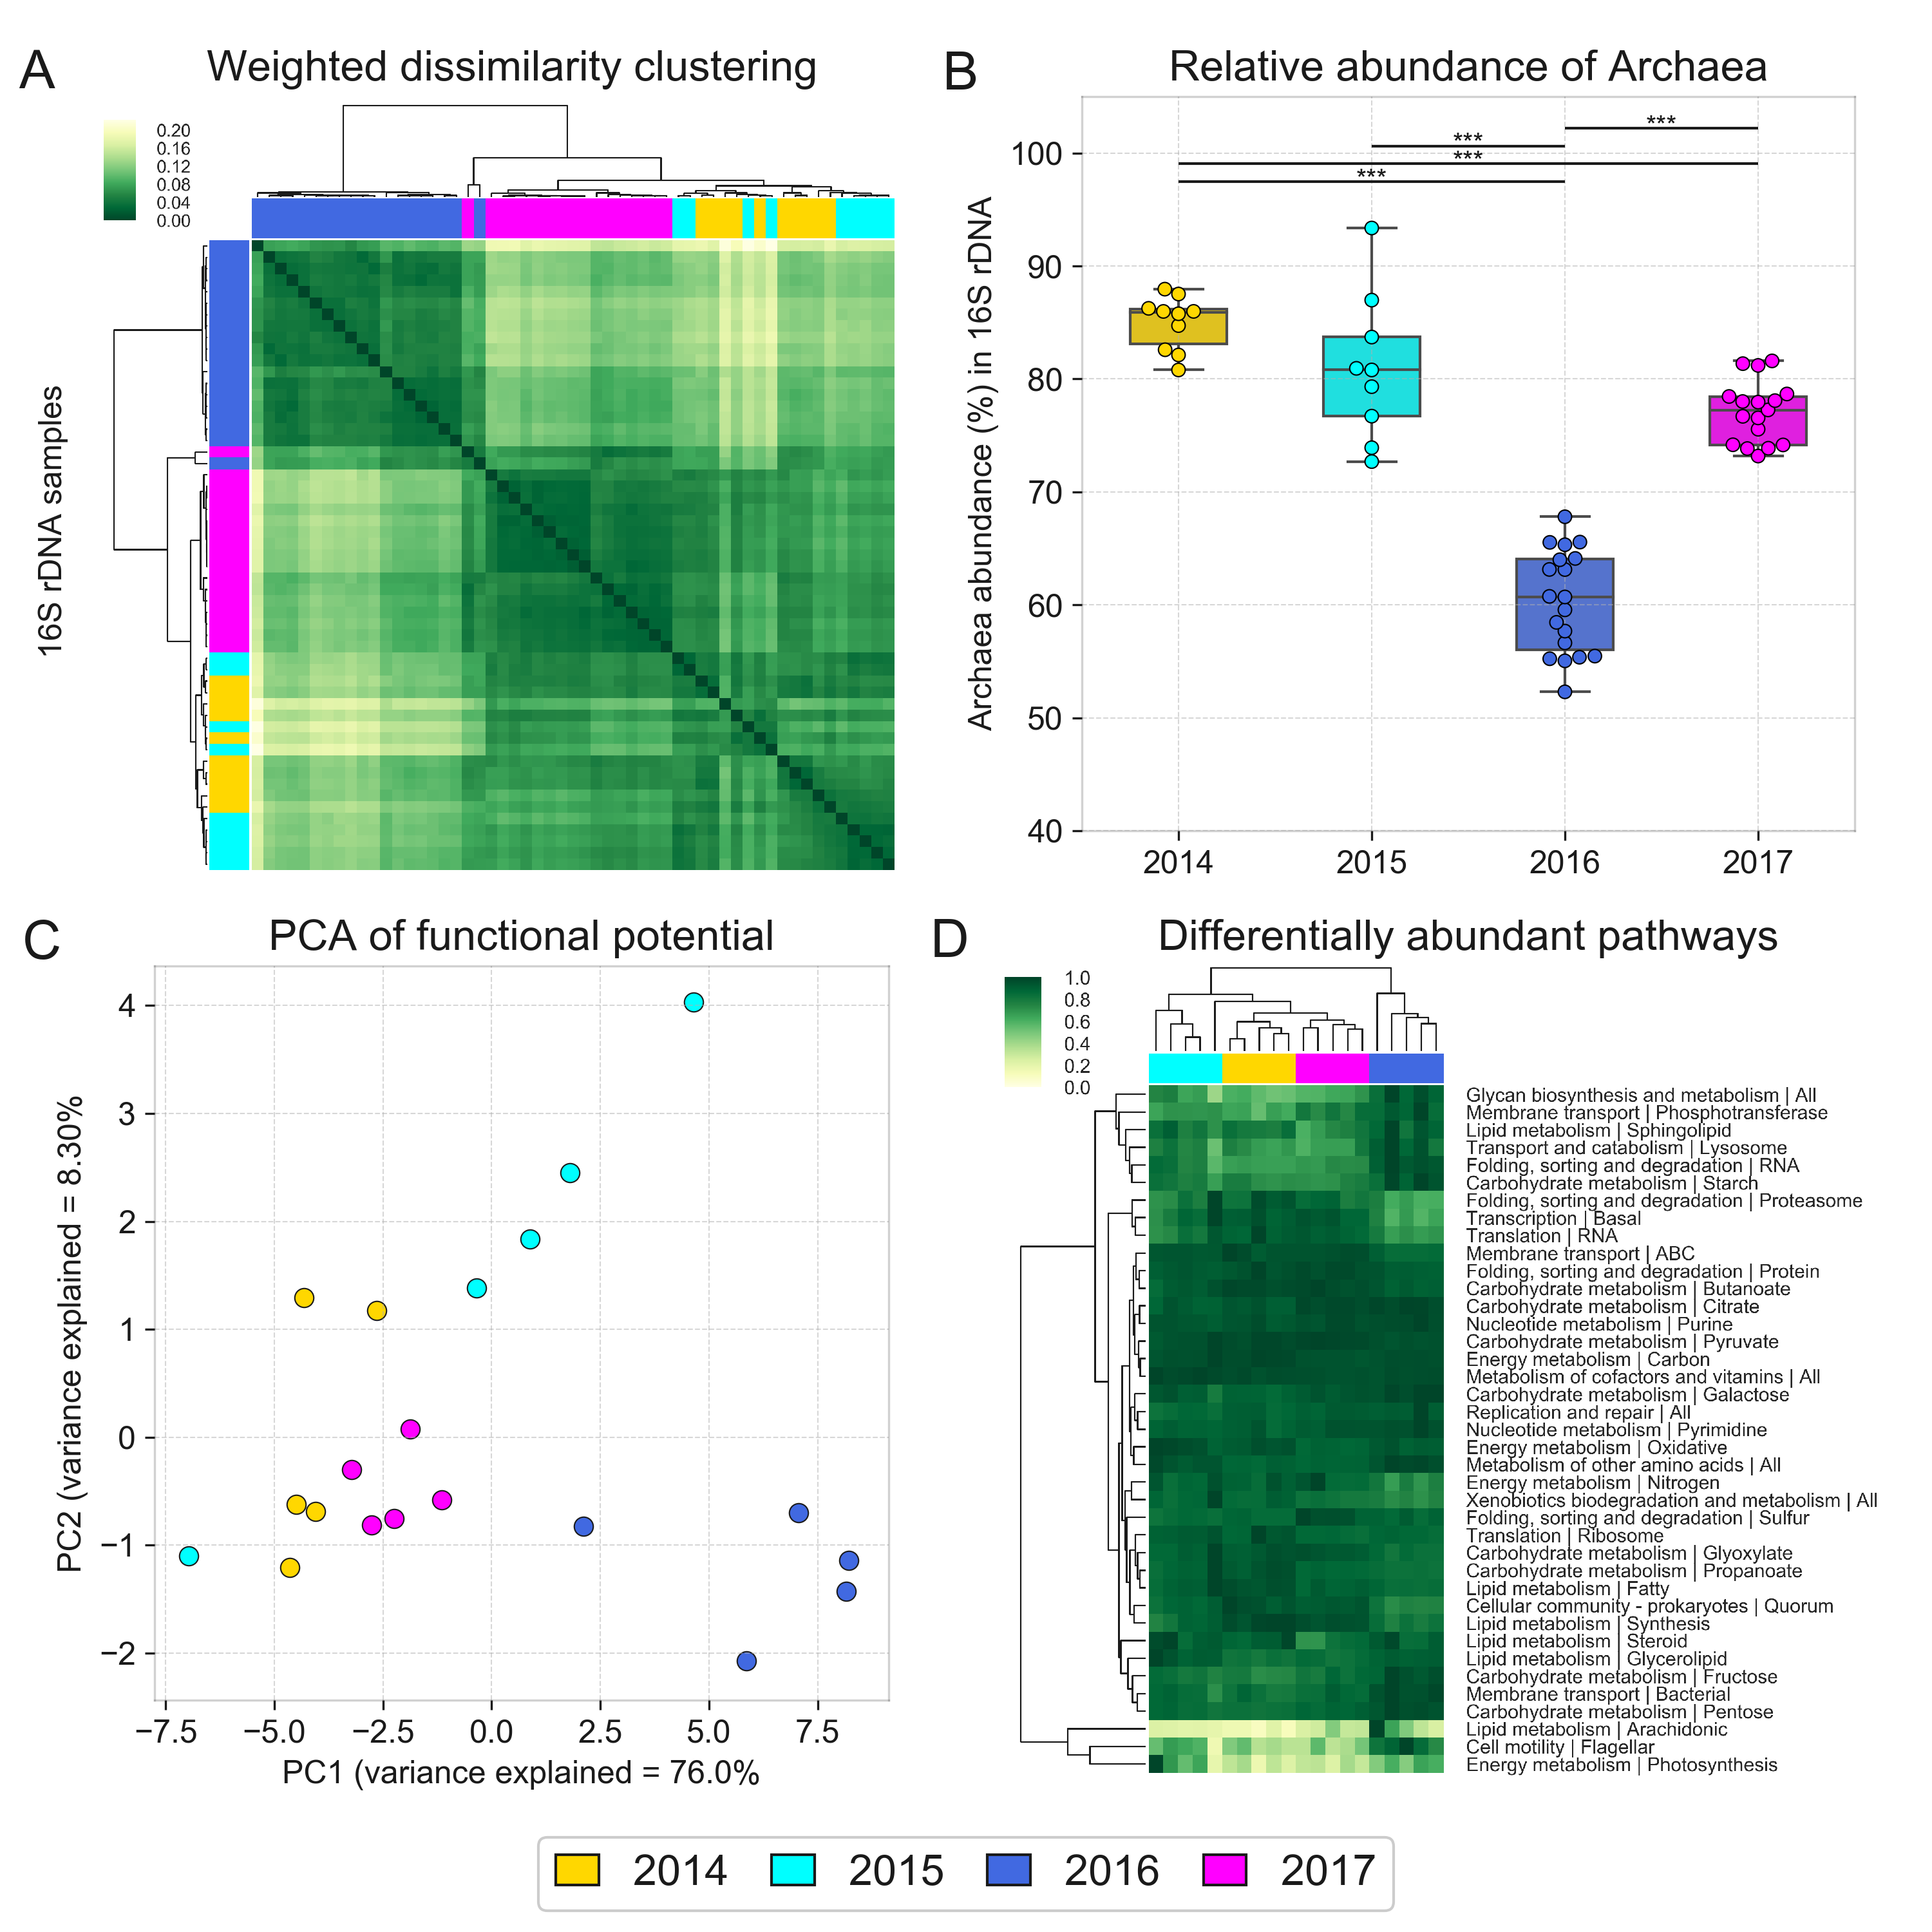 A
Weighted dissimilarity clustering
0.20
0.16
0.12
0.08
0.04
0.00
16S rDNA samples
B
Relative abundance of Archaea
Archaea abundance (%) in 16S rDNA
100
90
80
70
60
50
40
***
***
***
***
2014
2015
2016
2017
C
PCA of functional potential
PC2 (variance explained = 8.30%
4
3
2
1
0
−1
−2
−7.5
−5.0
−2.5
0.0
2.5
5.0
7.5
PC1 (variance explained = 76.0%
D
Differentially abundant pathways
1.0
0.8
0.6
0.4
0.2
0.0
Glycan biosynthesis and metabolism | All
Membrane transport | Phosphotransferase
Lipid metabolism | Sphingolipid
Transport and catabolism | Lysosome
Folding, sorting and degradation | RNA
Carbohydrate metabolism | Starch
Folding, sorting and degradation | Proteasome
Transcription | Basal
Translation | RNA
Membrane transport | ABC
Folding, sorting and degradation | Protein
Carbohydrate metabolism | Butanoate
Carbohydrate metabolism | Citrate
Nucleotide metabolism | Purine
Carbohydrate metabolism | Pyruvate
Energy metabolism | Carbon
Metabolism of cofactors and vitamins | All
Carbohydrate metabolism | Galactose
Replication and repair | All
Nucleotide metabolism | Pyrimidine
Energy metabolism | Oxidative
Metabolism of other amino acids | All
Energy metabolism | Nitrogen
Xenobiotics biodegradation and metabolism | All
Folding, sorting and degradation | Sulfur
Translation | Ribosome
Carbohydrate metabolism | Glyoxylate
Carbohydrate metabolism | Propanoate
Lipid metabolism | Fatty
Cellular community - prokaryotes | Quorum
Lipid metabolism | Synthesis
Lipid metabolism | Steroid
Lipid metabolism | Glycerolipid
Carbohydrate metabolism | Fructose
Membrane transport | Bacterial
Carbohydrate metabolism | Pentose
Lipid metabolism | Arachidonic
Cell motility | Flagellar
Energy metabolism | Photosynthesis
2014
2015
2016
2017